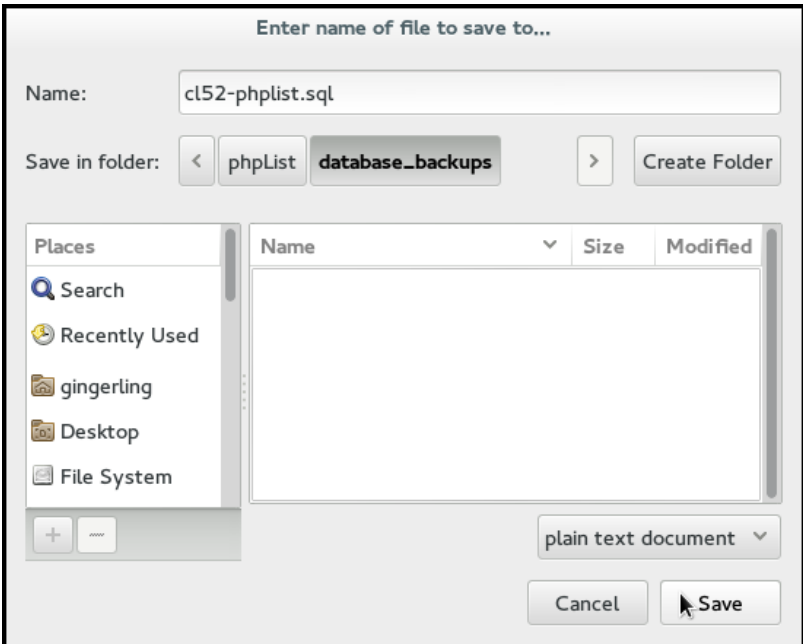 Enter name of file to save to...
Name: cl52-phplist.sql
Save in folder: < phpList database_backups > Create Folder
Places
Search
Recently Used
gingerling
Desktop
File System
Name Size Modified
plain text document
Cancel Save